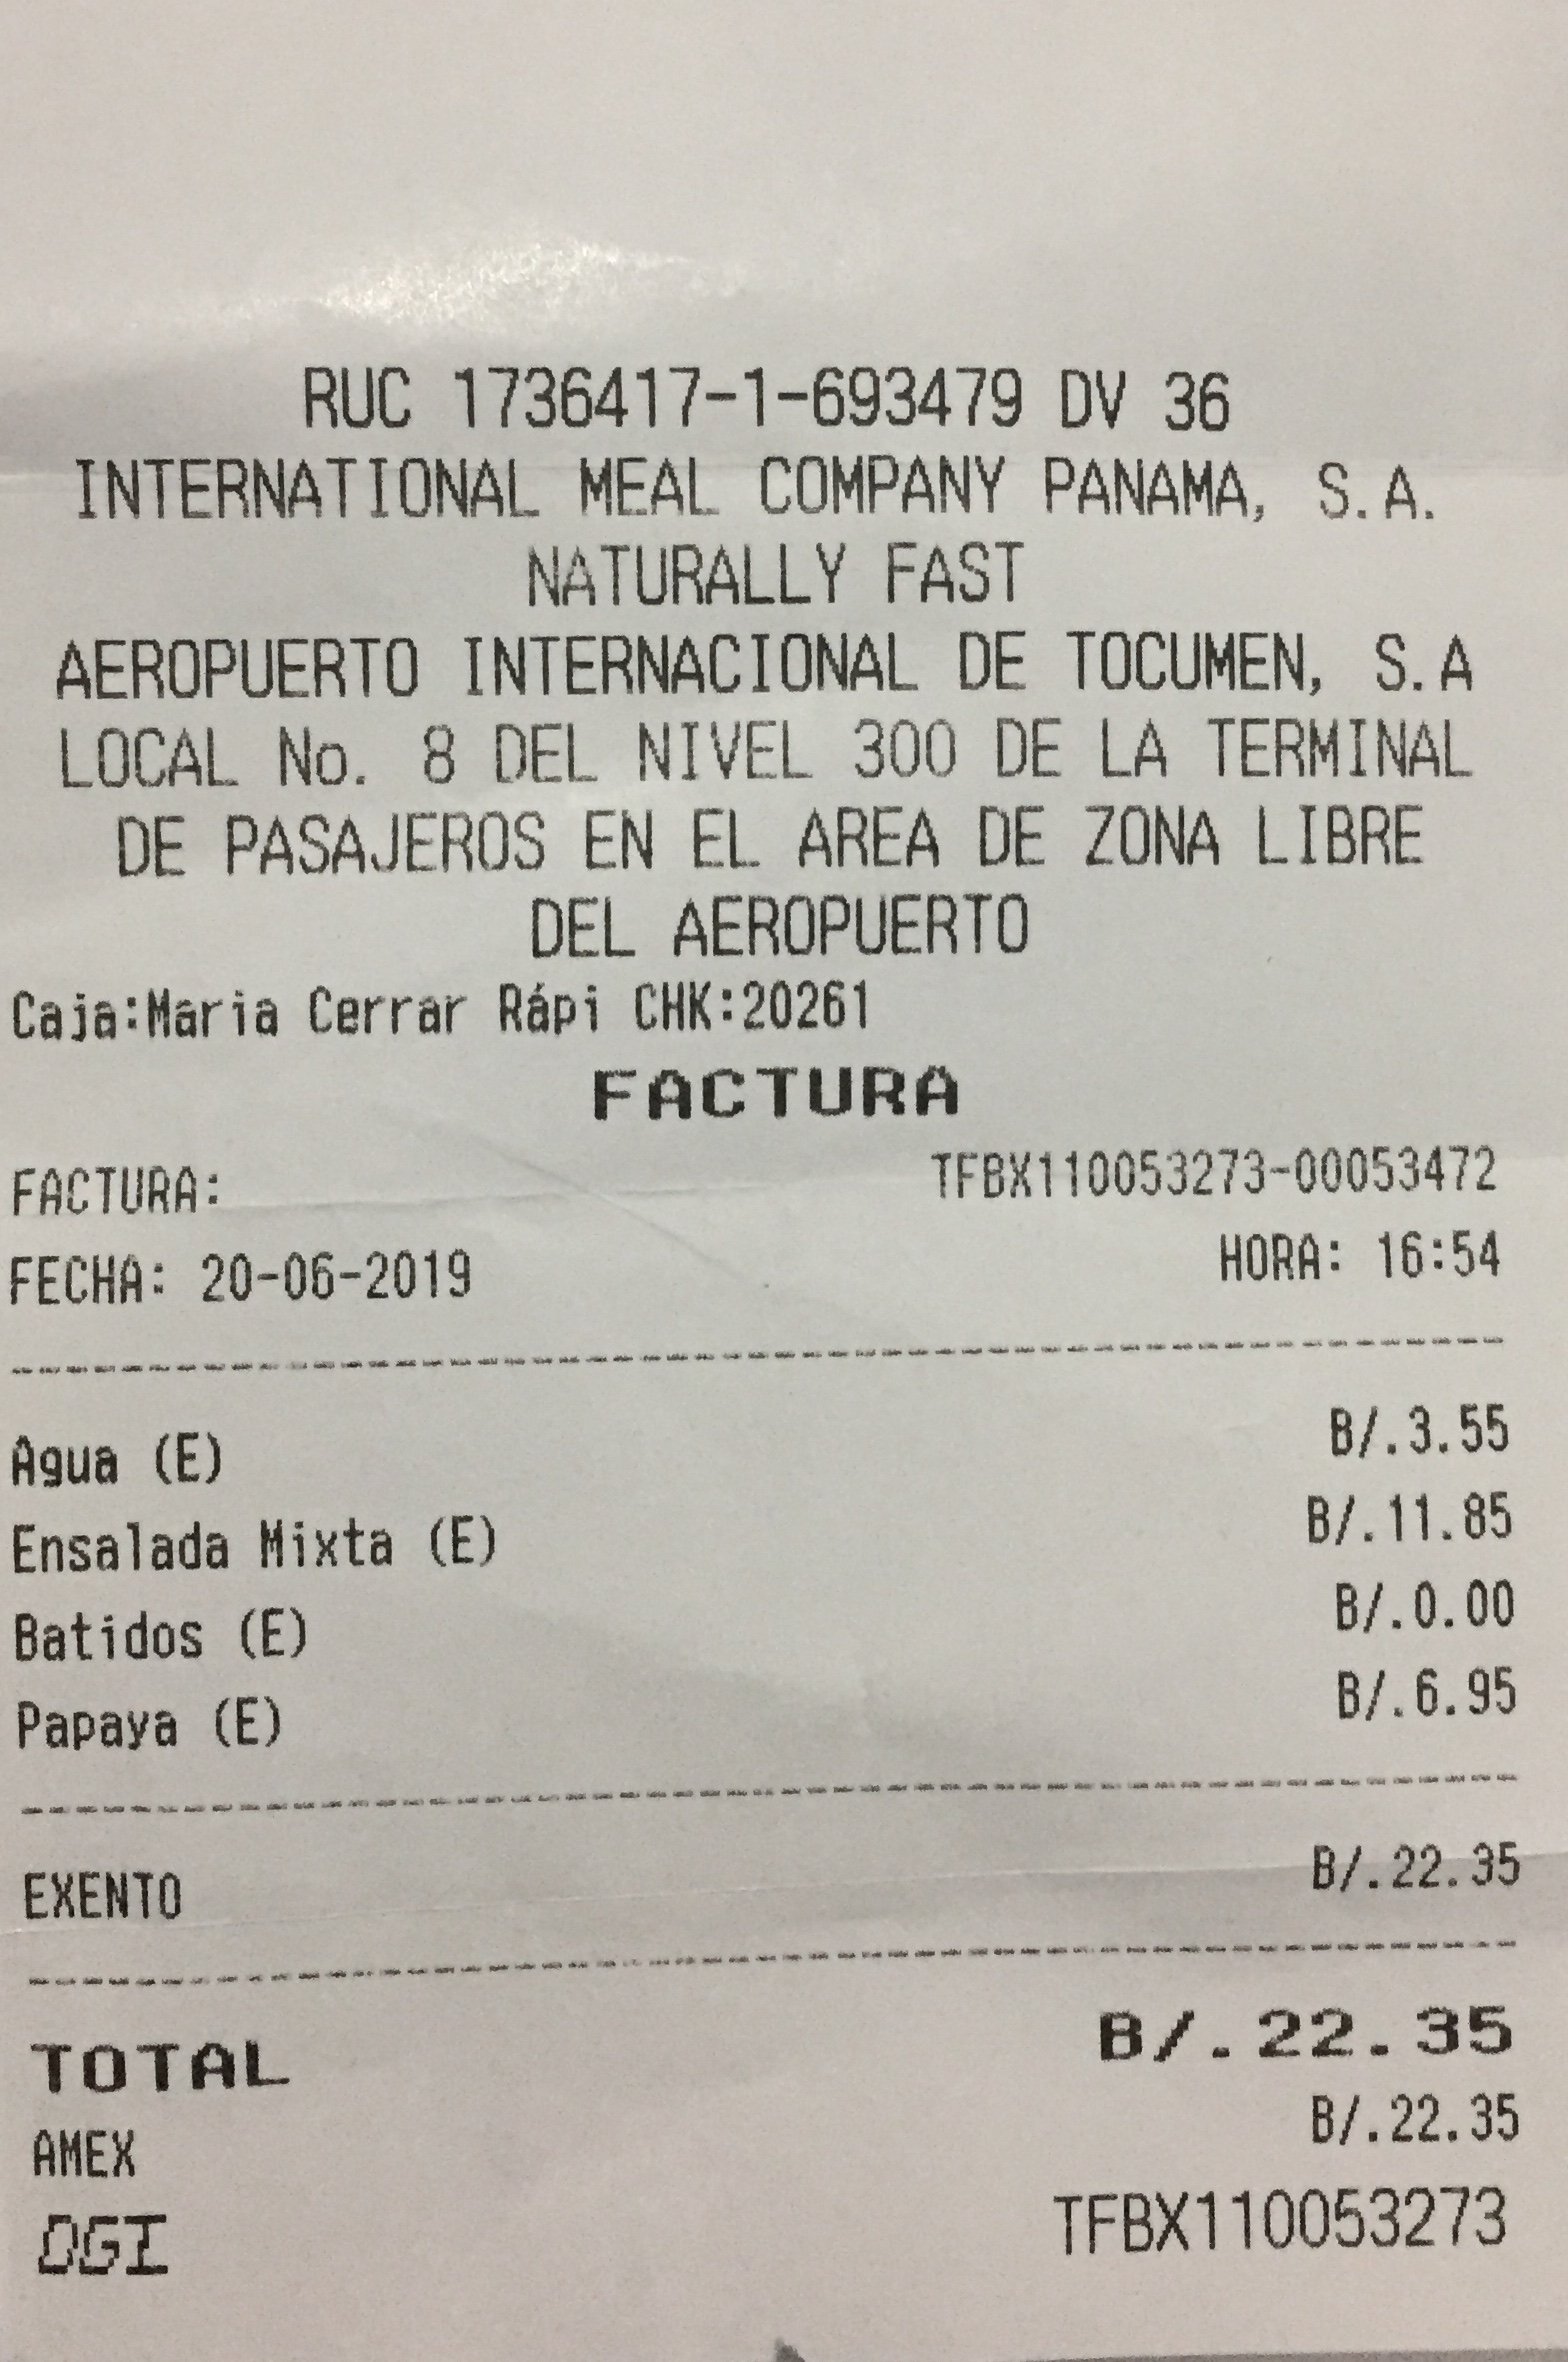 RUC 1736417-1-693479 DV 36
INTERNATIONAL MEAL COMPANY PANAMA, S.A.
NATURALLY FAST
AEROPUERTO INTERNACIONAL DE TOCUMEN, S.A
LOCAL No. 8 DEL NIVEL 300 DE LA TERMINAL
DE PASAJEROS EN EL AREA DE ZONA LIBRE
DEL AEROPUERTO
Caja:Maria Cerrar Rápi CHK:20261
FACTURA
FACTURA: TFBX110053273-00053472
FECHA: 20-06-2019 HORA: 16:54
Agua (E) B/.3.55
Ensalada Mixta (E) B/.11.85
Batidos (E) B/.0.00
Papaya (E) B/.6.95
EXENTO B/.22.35
TOTAL B/.22.35
AMEX B/.22.35
DGI TFBX110053273